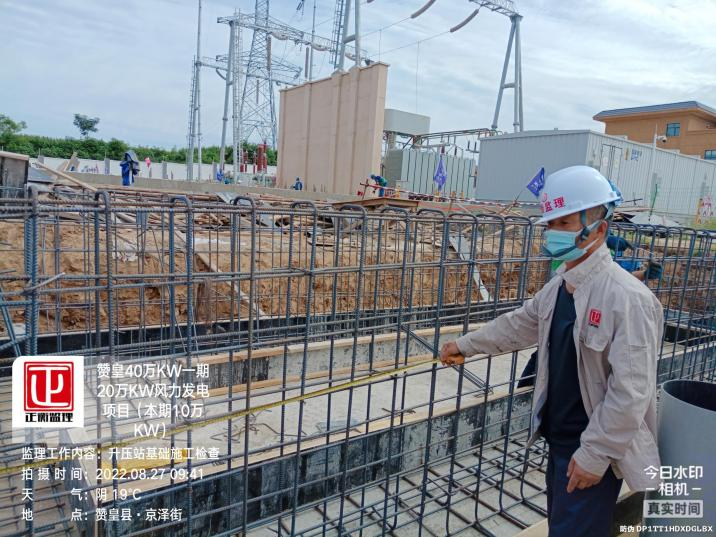 监理
赞皇40万KW一期
20万KW风力发电
项目（本期10万
KW）
正衡监理
监理工作内容：升压站基础施工检查
拍摄时间：2022.08.27 09:41
天气：阴 19℃
地点：赞皇县·京泽街
今日水印
相机
真实时间
防伪 DP1TT1HDXDGLBX